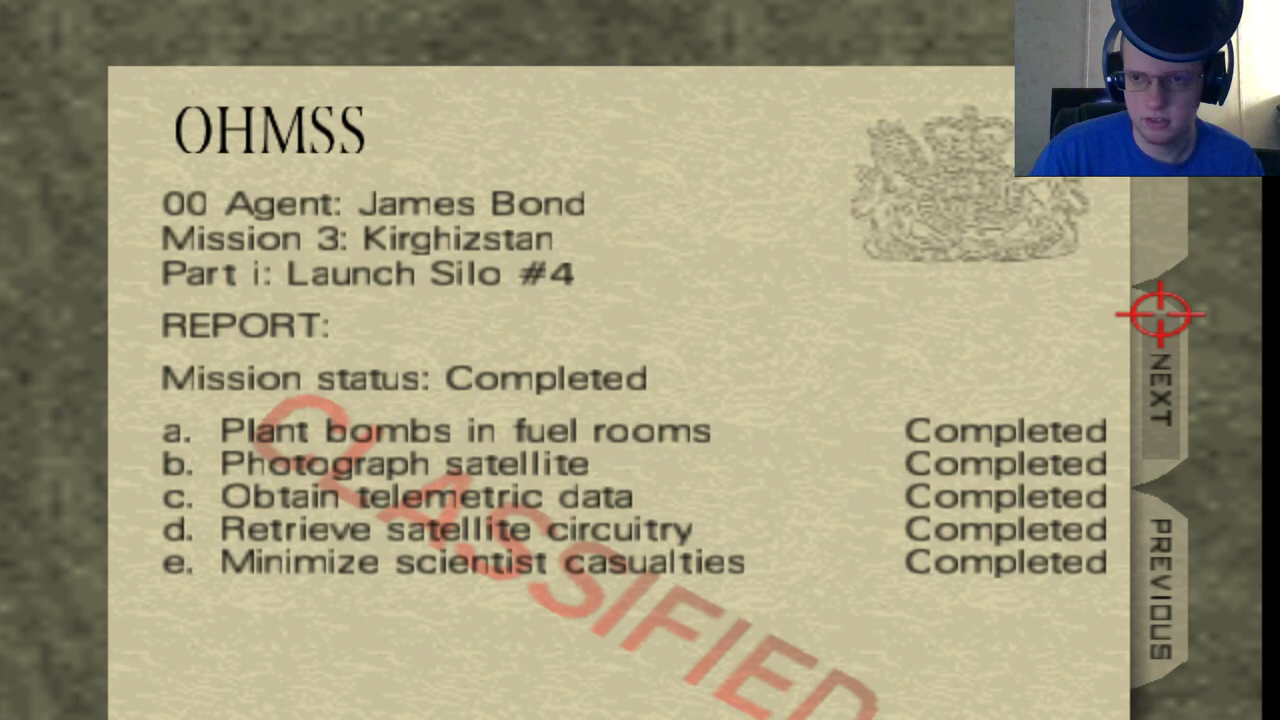 OHMSS
00 Agent: James Bond
Mission 3: Kirghizstan
Part i: Launch Silo #4
REPORT:
Mission status: Completed
a. Plant bombs in fuel rooms Completed
b. Photograph satellite Completed
c. Obtain telemetric data Completed
d. Retrieve satellite circuitry Completed
e. Minimize scientist casualties Completed
CLASSIFIED
NEXT
PREVIOUS